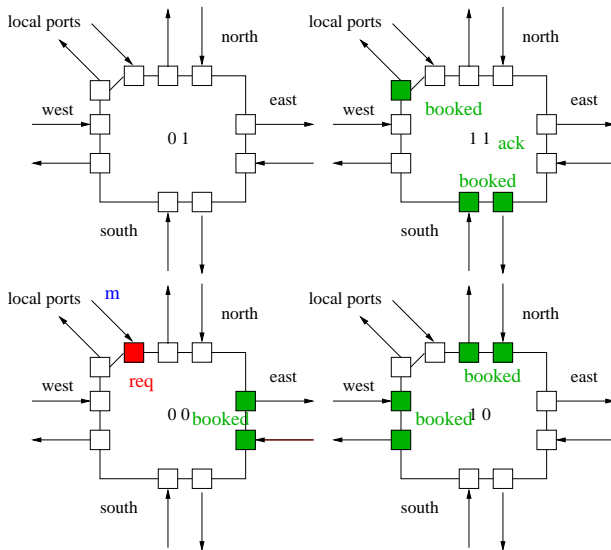 local ports
north
west
east
0 1
south
local ports
north
west
booked
east
1 1
ack
booked
south
local ports
m
north
west
req
east
0 0
booked
south
local ports
north
west
booked
east
booked
1 0
south